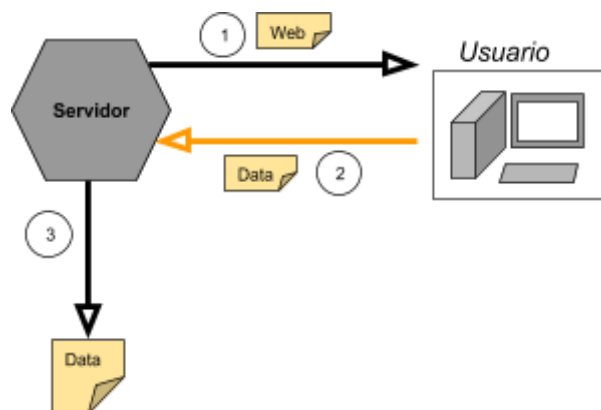 1
Web
Usuario
Servidor
Data
2
3
Data